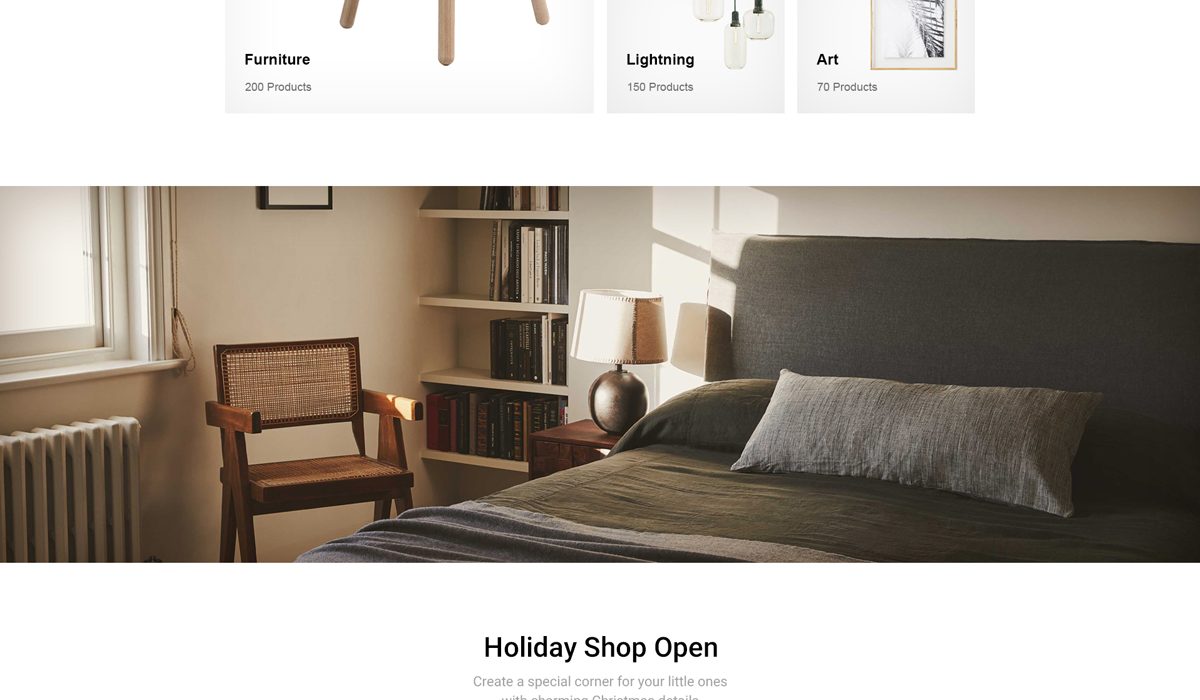 Furniture
200 Products
Lightning
150 Products
Art
70 Products
Holiday Shop Open
Create a special corner for your little ones
with charming Christmas details